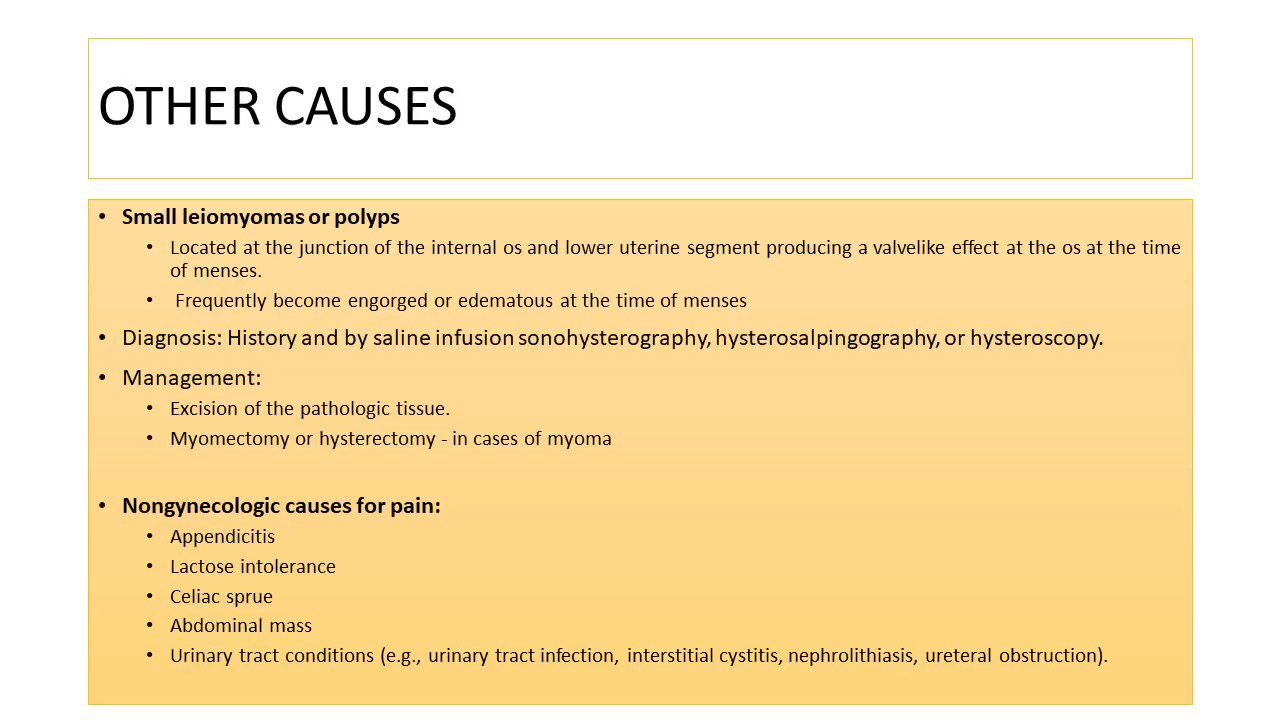 OTHER CAUSES
• Small leiomyomas or polyps
• Located at the junction of the internal os and lower uterine segment producing a valvelike effect at the os at the time
of menses.
• Frequently become engorged or edematous at the time of menses
• Diagnosis: History and by saline infusion sonohysterography, hysterosalpingography, or hysteroscopy.
• Management:
• Excision of the pathologic tissue.
• Myomectomy or hysterectomy - in cases of myoma
• Nongynecologic causes for pain:
• Appendicitis
• Lactose intolerance
• Celiac sprue
• Abdominal mass
• Urinary tract conditions (e.g., urinary tract infection, interstitial cystitis, nephrolithiasis, ureteral obstruction).